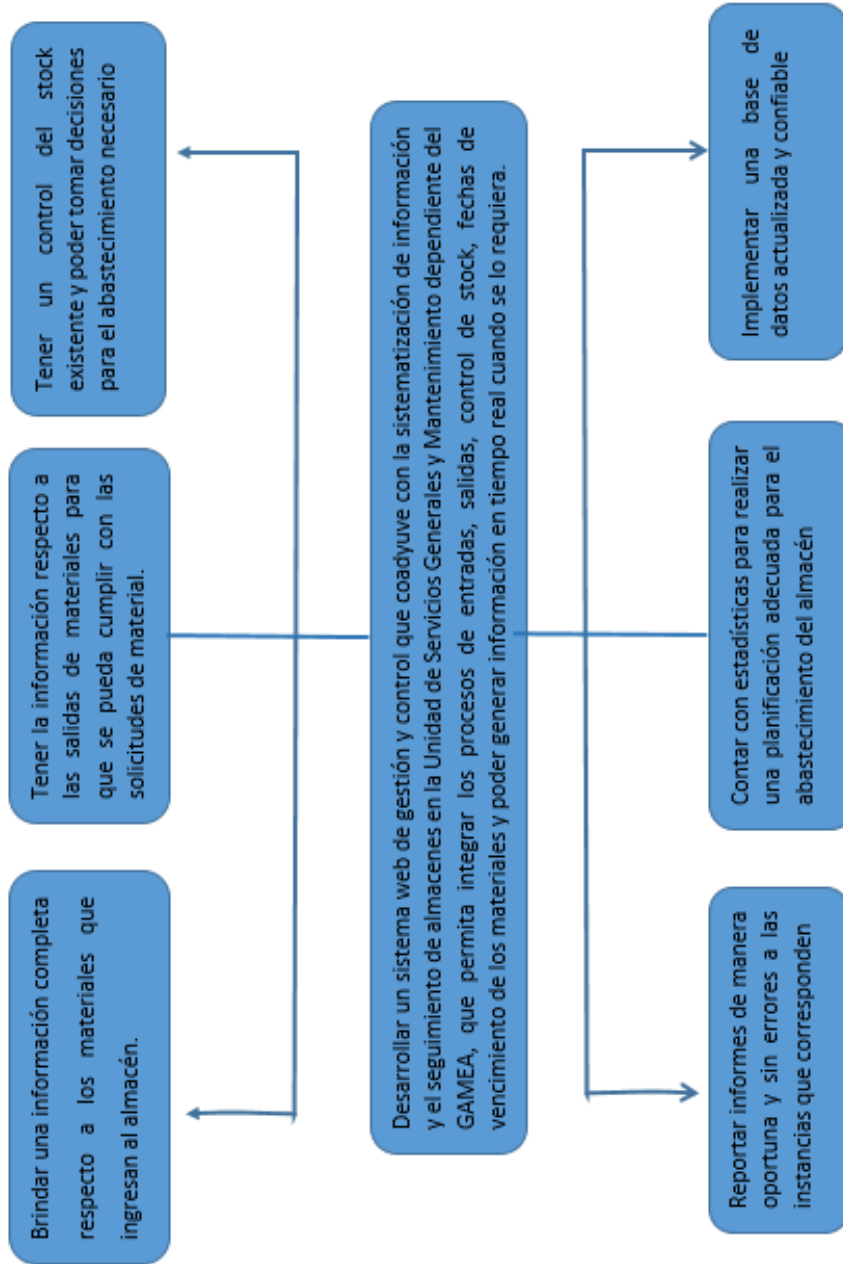 Brindar una información completa
respecto a los materiales que
ingresan al almacén.
Tener la información respecto a
las salidas de materiales para
que se pueda cumplir con las
solicitudes de material.
Tener un control del stock
existente y poder tomar decisiones
para el abastecimiento necesario
Desarrollar un sistema web de gestión y control que coadyuve con la sistematización de información
y el seguimiento de almacenes en la Unidad de Servicios Generales y Mantenimiento dependiente del
GAMEA, que permita integrar los procesos de entradas, salidas, control de stock, fechas de
vencimiento de los materiales y poder generar información en tiempo real cuando se lo requiera.
Reportar informes de manera
oportuna y sin errores a las
instancias que corresponden
Contar con estadísticas para realizar
una planificación adecuada para el
abastecimiento del almacén
Implementar una base de
datos actualizada y confiable